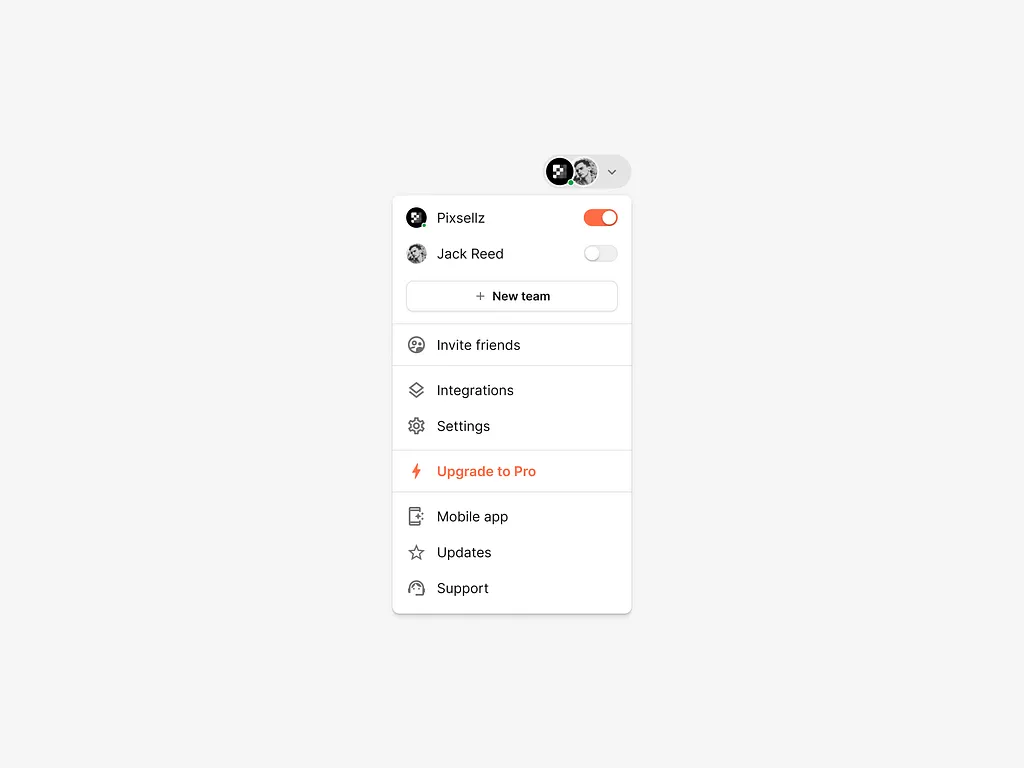 Pixsellz
Jack Reed
New team
Invite friends
Integrations
Settings
Upgrade to Pro
Mobile app
Updates
Support